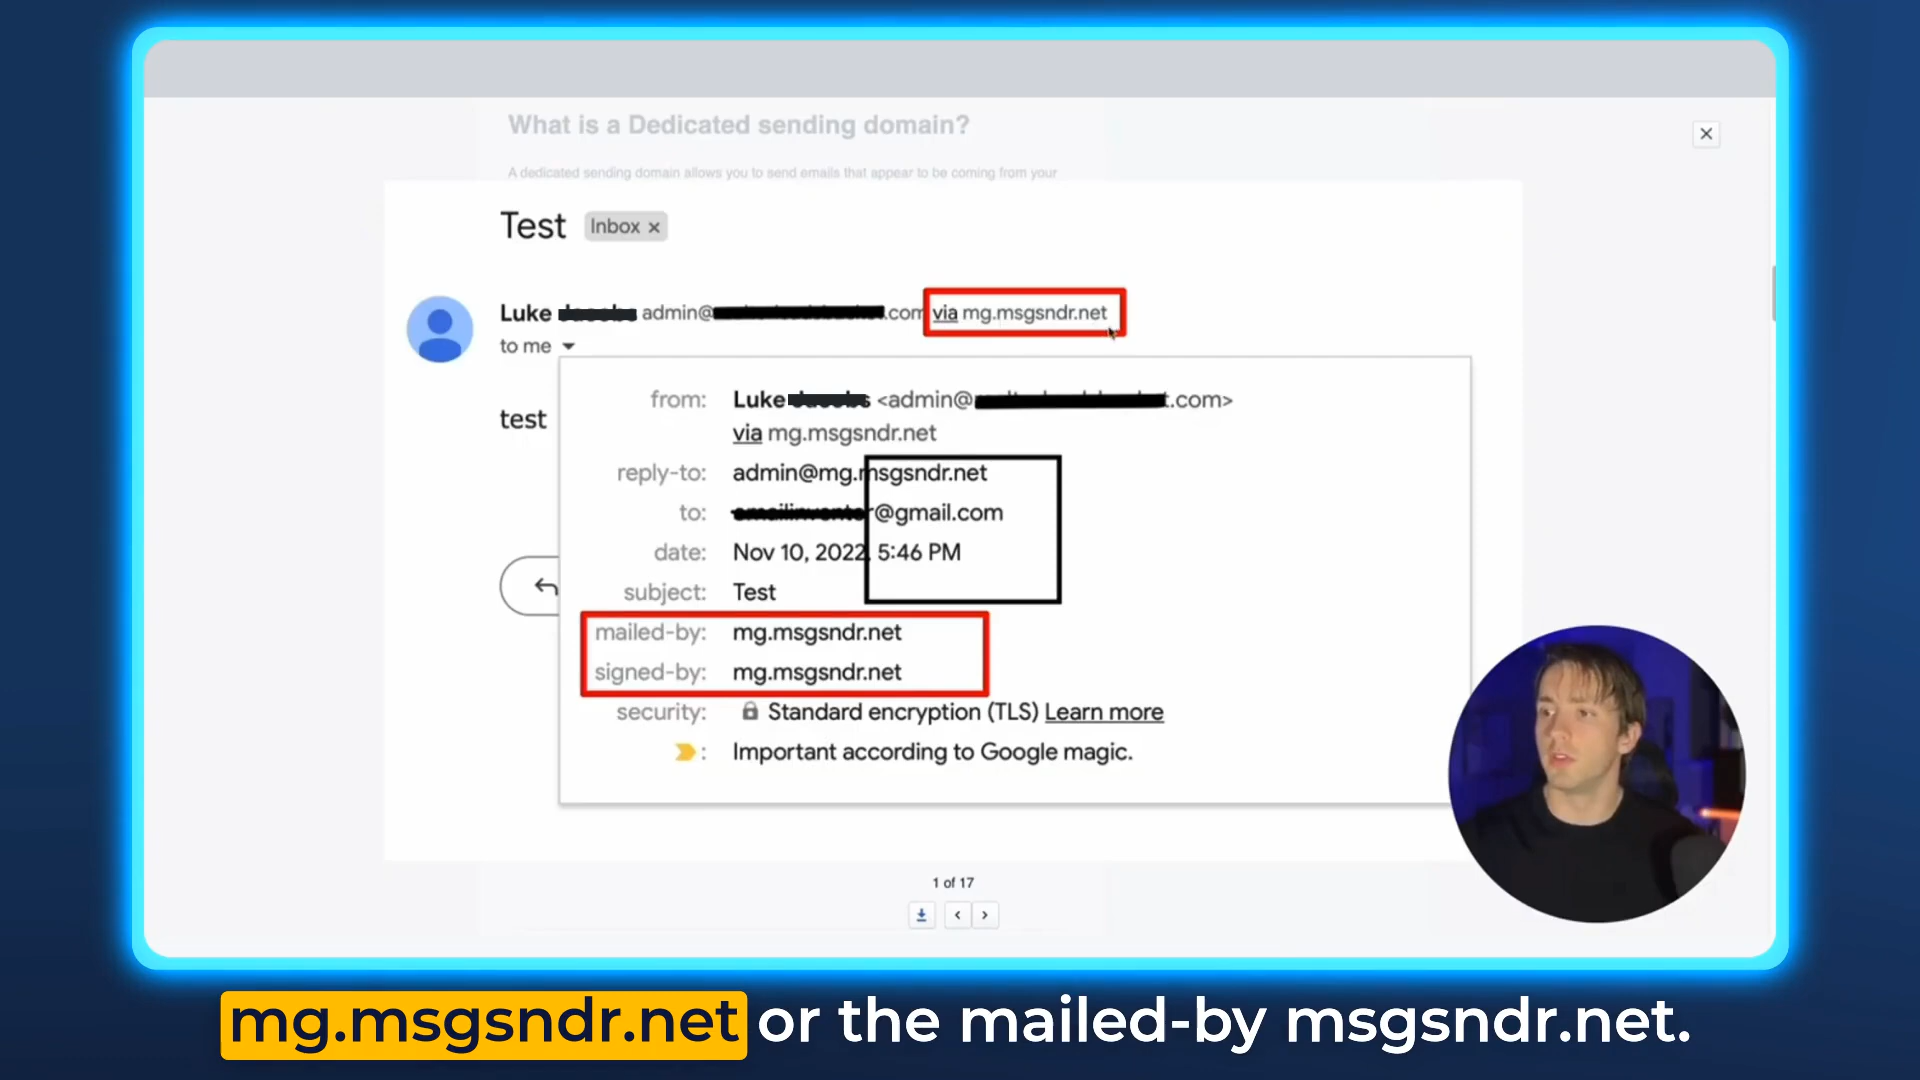 What is a Dedicated sending domain?
A dedicated sending domain allows you to send emails that appear to be coming from your
Test Inbox ×
Luke admin@ .com via mg.msgsndr.net
to me
test
from: Luke <admin@ .com>
via mg.msgsndr.net
reply-to: admin@mg.msgsndr.net
to: @gmail.com
date: Nov 10, 2022, 5:46 PM
subject: Test
mailed-by: mg.msgsndr.net
signed-by: mg.msgsndr.net
security: Standard encryption (TLS) Learn more
: Important according to Google magic.
1 of 17
mg.msgsndr.net or the mailed-by msgsndr.net.